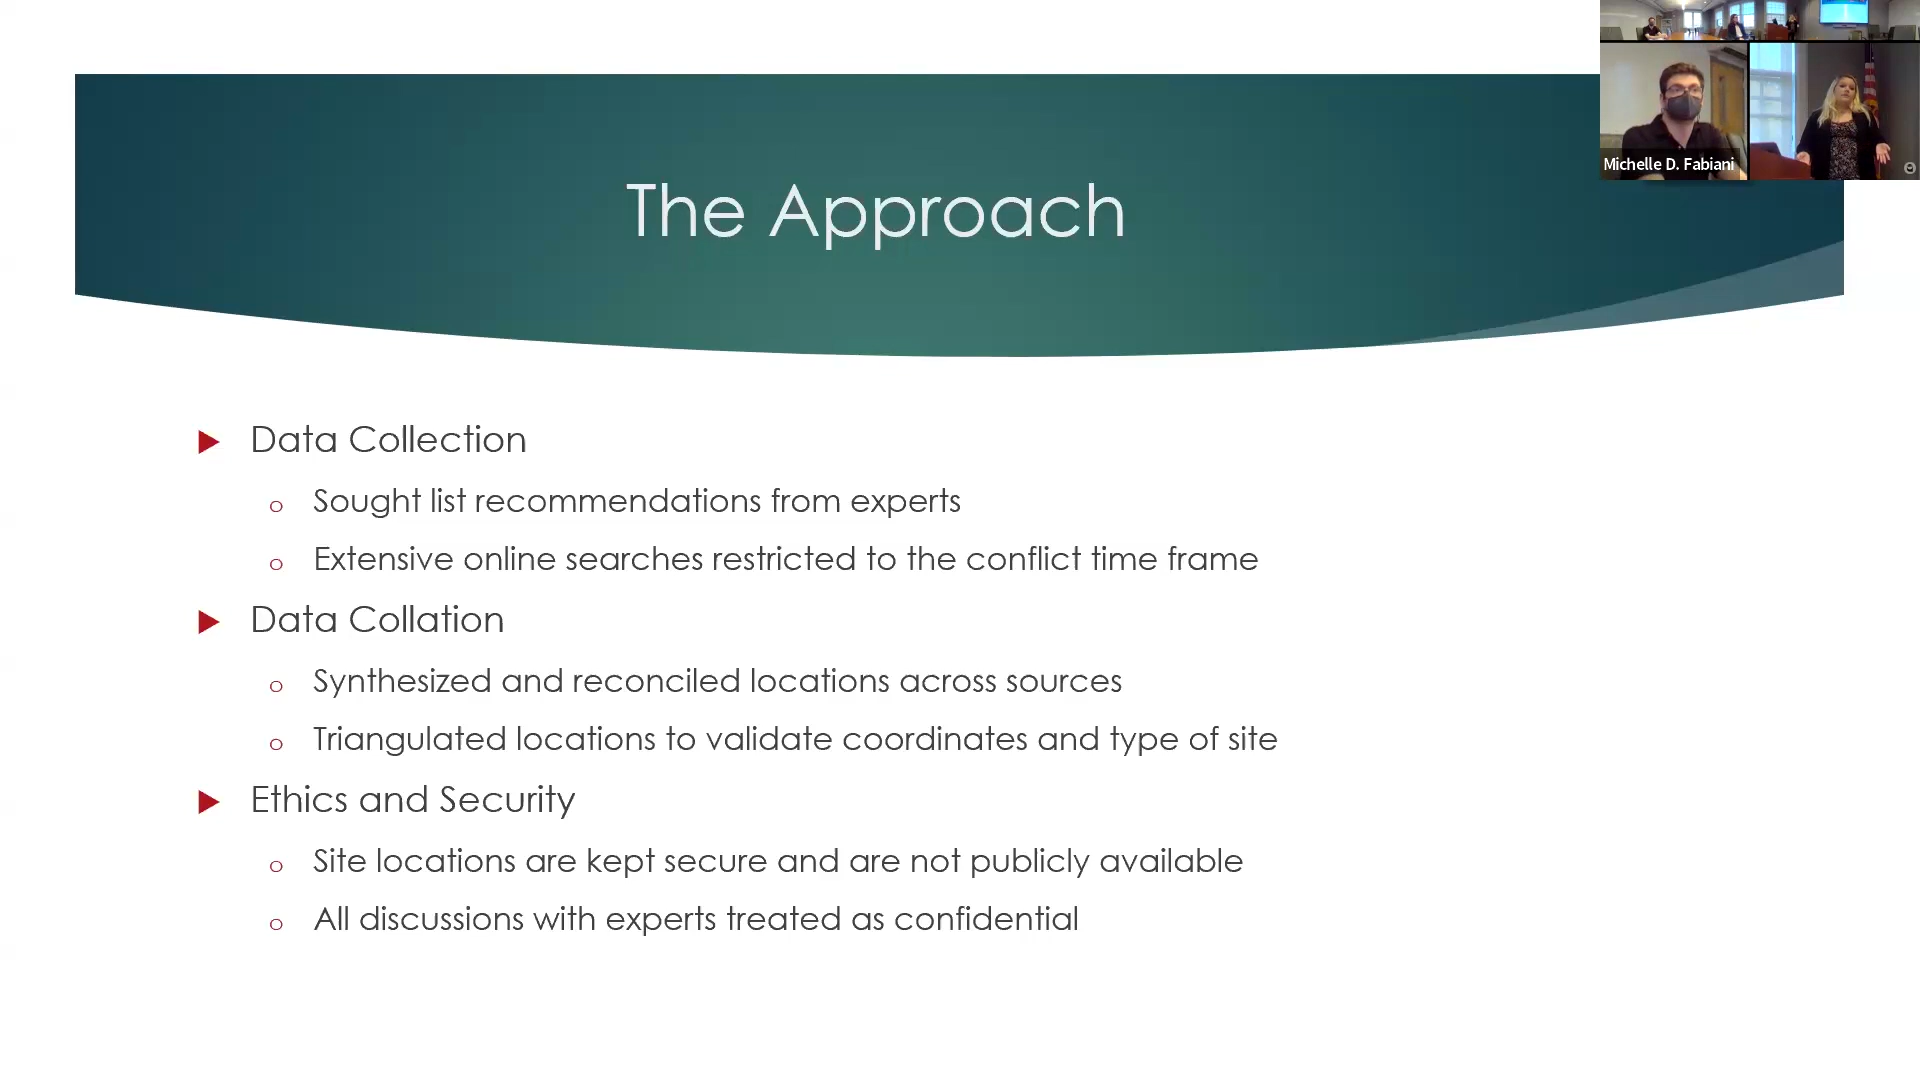 Michelle D. Fabiani
The Approach
Data Collection
Sought list recommendations from experts
Extensive online searches restricted to the conflict time frame
Data Collation
Synthesized and reconciled locations across sources
Triangulated locations to validate coordinates and type of site
Ethics and Security
Site locations are kept secure and are not publicly available
All discussions with experts treated as confidential